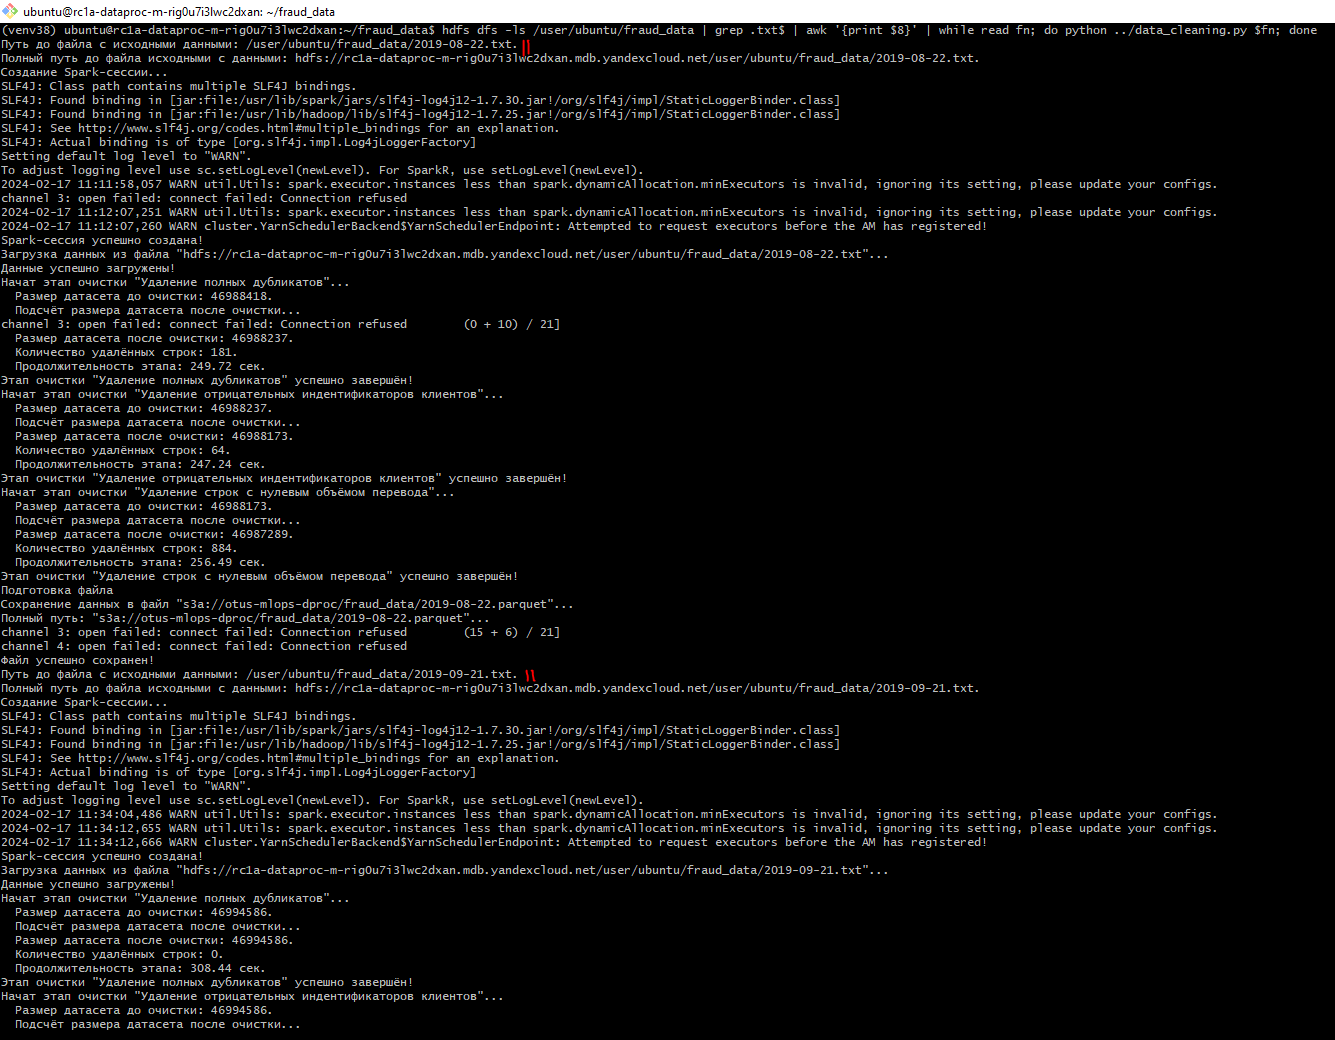 ubuntu@rc1a-dataproc-m-rig0u7i3lwc2dxan: ~/fraud_data
(venv38) ubuntu@rc1a-dataproc-m-rig0u7i3lwc2dxan:~/fraud_data$ hdfs dfs -ls /user/ubuntu/fraud_data | grep .txt$ | awk '{print $8}' | while read fn; do python ../data_cleaning.py $fn; done
Путь до файла с исходными данными: /user/ubuntu/fraud_data/2019-08-22.txt.
Полный путь до файла исходными с данными: hdfs://rc1a-dataproc-m-rig0u7i3lwc2dxan.mdb.yandexcloud.net/user/ubuntu/fraud_data/2019-08-22.txt.
Создание Spark-сессии...
SLF4J: Class path contains multiple SLF4J bindings.
SLF4J: Found binding in [jar:file:/usr/lib/spark/jars/slf4j-log4j12-1.7.30.jar!/org/slf4j/impl/StaticLoggerBinder.class]
SLF4J: Found binding in [jar:file:/usr/lib/hadoop/lib/slf4j-log4j12-1.7.25.jar!/org/slf4j/impl/StaticLoggerBinder.class]
SLF4J: See http://www.slf4j.org/codes.html#multiple_bindings for an explanation.
SLF4J: Actual binding is of type [org.slf4j.impl.Log4jLoggerFactory]
Setting default log level to "WARN".
To adjust logging level use sc.setLogLevel(newLevel). For SparkR, use setLogLevel(newLevel).
2024-02-17 11:11:58,057 WARN util.Utils: spark.executor.instances less than spark.dynamicAllocation.minExecutors is invalid, ignoring its setting, please update your configs.
channel 3: open failed: connect failed: Connection refused
2024-02-17 11:12:07,251 WARN util.Utils: spark.executor.instances less than spark.dynamicAllocation.minExecutors is invalid, ignoring its setting, please update your configs.
2024-02-17 11:12:07,260 WARN cluster.YarnSchedulerBackend$YarnSchedulerEndpoint: Attempted to request executors before the AM has registered!
Spark-сессия успешно создана!
Загрузка данных из файла "hdfs://rc1a-dataproc-m-rig0u7i3lwc2dxan.mdb.yandexcloud.net/user/ubuntu/fraud_data/2019-08-22.txt"...
Данные успешно загружены!
Начат этап очистки "Удаление полных дубликатов"...
Размер датасета до очистки: 46988418.
Подсчёт размера датасета после очистки...
channel 3: open failed: connect failed: Connection refused (0 + 10) / 21]
Размер датасета после очистки: 46988237.
Количество удалённых строк: 181.
Продолжительность этапа: 249.72 сек.
Этап очистки "Удаление полных дубликатов" успешно завершён!
Начат этап очистки "Удаление отрицательных индентификаторов клиентов"...
Размер датасета до очистки: 46988237.
Подсчёт размера датасета после очистки...
Размер датасета после очистки: 46988173.
Количество удалённых строк: 64.
Продолжительность этапа: 247.24 сек.
Этап очистки "Удаление отрицательных индентификаторов клиентов" успешно завершён!
Начат этап очистки "Удаление строк с нулевым объёмом перевода"...
Размер датасета до очистки: 46988173.
Подсчёт размера датасета после очистки...
Размер датасета после очистки: 46987289.
Количество удалённых строк: 884.
Продолжительность этапа: 256.49 сек.
Этап очистки "Удаление строк с нулевым объёмом перевода" успешно завершён!
Подготовка файла
Сохранение данных в файл "s3a://otus-mlops-dproc/fraud_data/2019-08-22.parquet"...
Полный путь: "s3a://otus-mlops-dproc/fraud_data/2019-08-22.parquet"...
channel 3: open failed: connect failed: Connection refused (15 + 6) / 21]
channel 4: open failed: connect failed: Connection refused
Файл успешно сохранен!
Путь до файла с исходными данными: /user/ubuntu/fraud_data/2019-09-21.txt.
Полный путь до файла исходными с данными: hdfs://rc1a-dataproc-m-rig0u7i3lwc2dxan.mdb.yandexcloud.net/user/ubuntu/fraud_data/2019-09-21.txt.
Создание Spark-сессии...
SLF4J: Class path contains multiple SLF4J bindings.
SLF4J: Found binding in [jar:file:/usr/lib/spark/jars/slf4j-log4j12-1.7.30.jar!/org/slf4j/impl/StaticLoggerBinder.class]
SLF4J: Found binding in [jar:file:/usr/lib/hadoop/lib/slf4j-log4j12-1.7.25.jar!/org/slf4j/impl/StaticLoggerBinder.class]
SLF4J: See http://www.slf4j.org/codes.html#multiple_bindings for an explanation.
SLF4J: Actual binding is of type [org.slf4j.impl.Log4jLoggerFactory]
Setting default log level to "WARN".
To adjust logging level use sc.setLogLevel(newLevel). For SparkR, use setLogLevel(newLevel).
2024-02-17 11:34:04,486 WARN util.Utils: spark.executor.instances less than spark.dynamicAllocation.minExecutors is invalid, ignoring its setting, please update your configs.
2024-02-17 11:34:12,655 WARN util.Utils: spark.executor.instances less than spark.dynamicAllocation.minExecutors is invalid, ignoring its setting, please update your configs.
2024-02-17 11:34:12,666 WARN cluster.YarnSchedulerBackend$YarnSchedulerEndpoint: Attempted to request executors before the AM has registered!
Spark-сессия успешно создана!
Загрузка данных из файла "hdfs://rc1a-dataproc-m-rig0u7i3lwc2dxan.mdb.yandexcloud.net/user/ubuntu/fraud_data/2019-09-21.txt"...
Данные успешно загружены!
Начат этап очистки "Удаление полных дубликатов"...
Размер датасета до очистки: 46994586.
Подсчёт размера датасета после очистки...
Размер датасета после очистки: 46994586.
Количество удалённых строк: 0.
Продолжительность этапа: 308.44 сек.
Этап очистки "Удаление полных дубликатов" успешно завершён!
Начат этап очистки "Удаление отрицательных индентификаторов клиентов"...
Размер датасета до очистки: 46994586.
Подсчёт размера датасета после очистки...